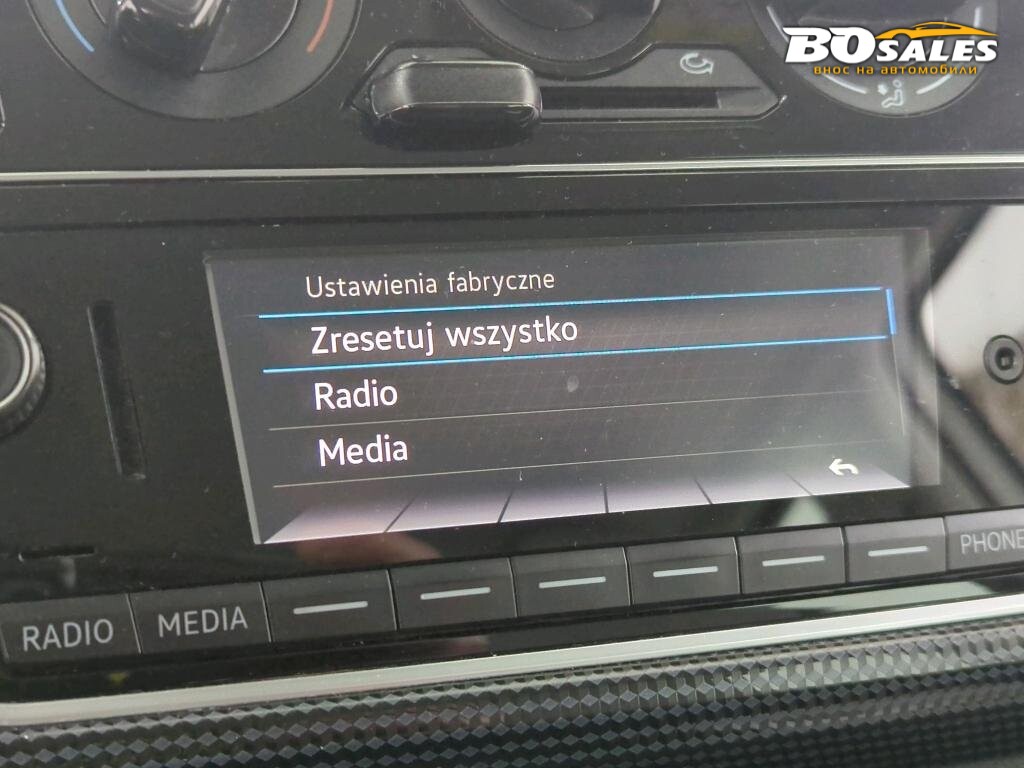 BOSALES
внос на автомобили
Ustawienia fabryczne
Zresetuj wszystko
Radio
Media
RADIO
MEDIA
PHONE